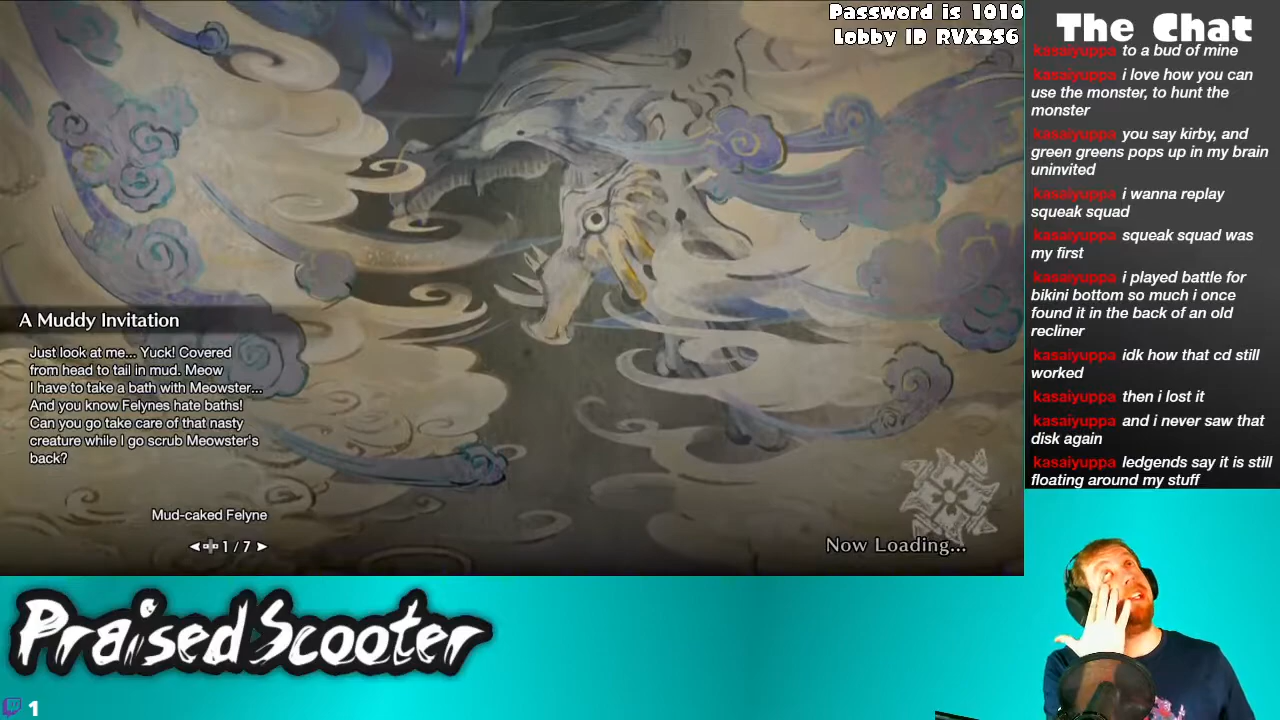 Password is 1010
Lobby ID RVX2S6
The Chat
kasaiyuppa to a bud of mine
kasaiyuppa i love how you can
use the monster, to hunt the
monster
kasaiyuppa you say kirby, and
green greens pops up in my brain
uninvited
kasaiyuppa i wanna replay
squeak squad
kasaiyuppa squeak squad was
my first
kasaiyuppa i played battle for
bikini bottom so much i once
found it in the back of an old
recliner
kasaiyuppa idk how that cd still
worked
kasaiyuppa then i lost it
kasaiyuppa and i never saw that
disk again
kasaiyuppa ledgends say it is still
floating around my stuff
A Muddy Invitation
Just look at me... Yuck! Covered
from head to tail in mud. Meow
I have to take a bath with Meowster...
And you know Felynes hate baths!
Can you go take care of that nasty
creature while I go scrub Meowster's
back?
Mud-caked Felyne
1 / 7
Now Loading...
Praised Scooter
1